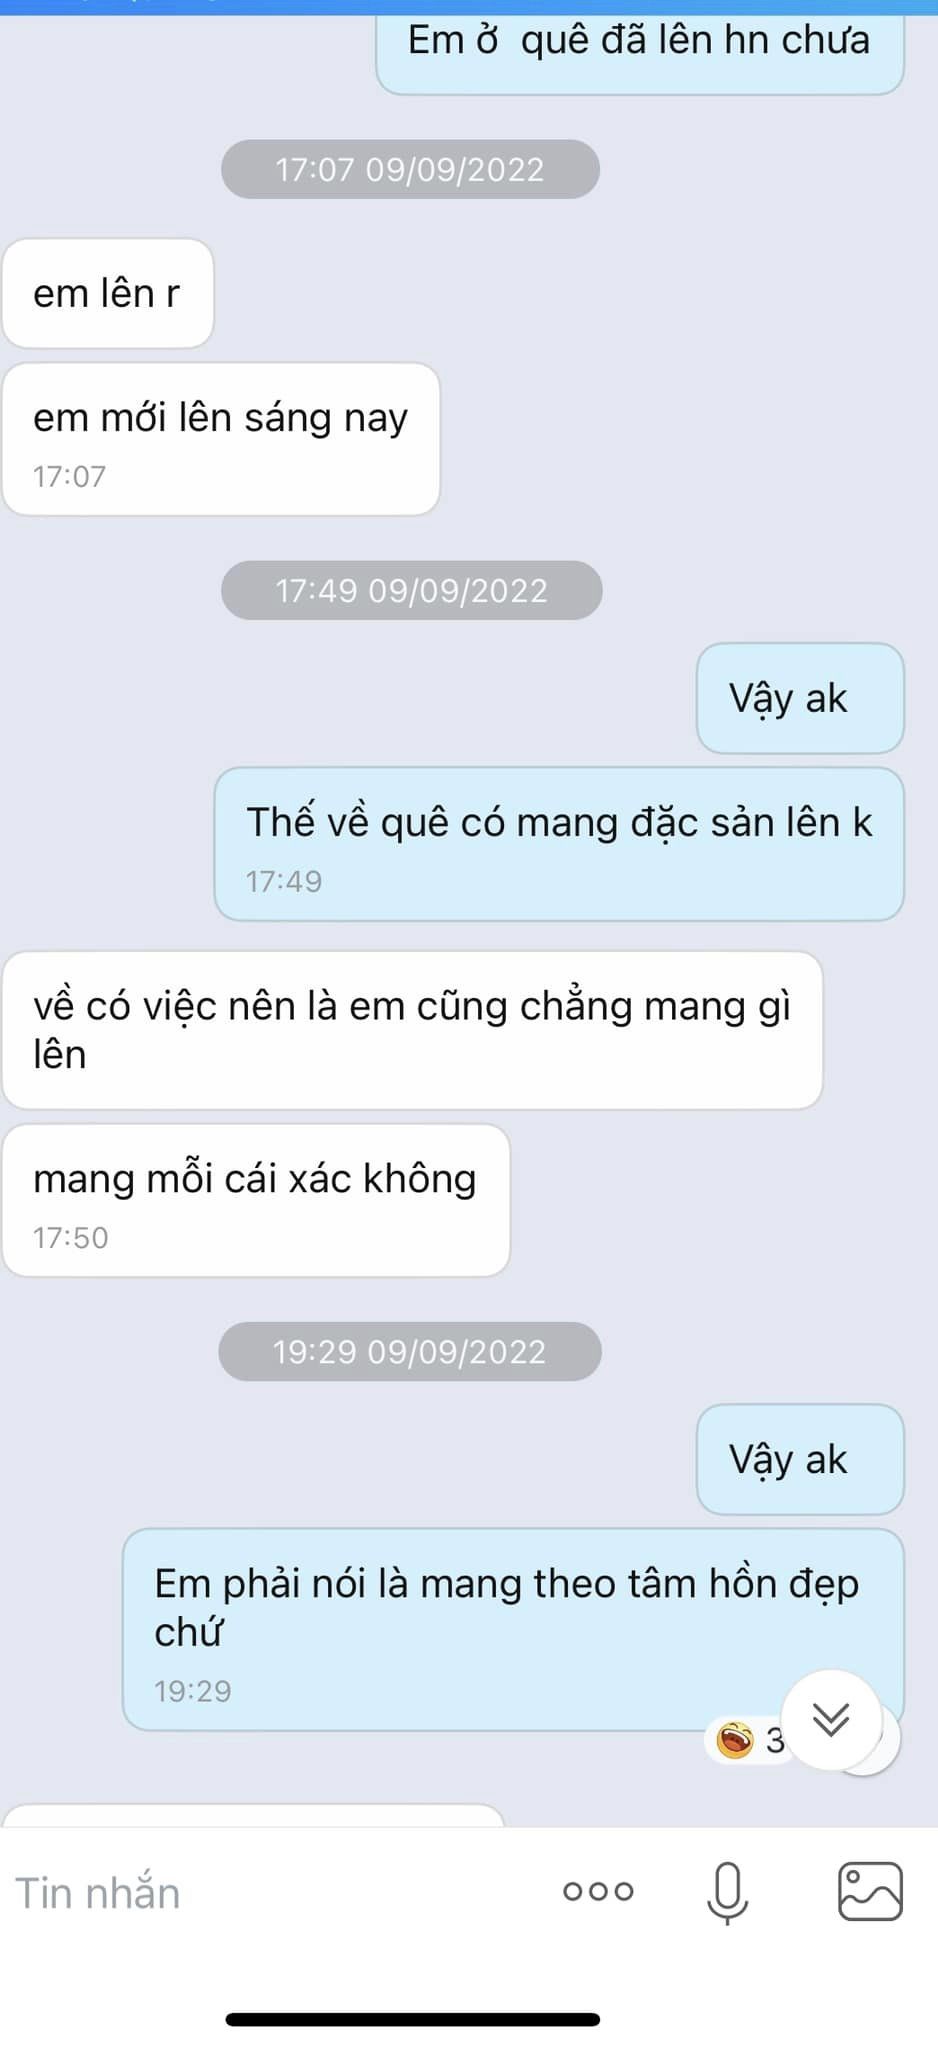 Em ở quê đã lên hn chưa
17:07 09/09/2022
em lên r
em mới lên sáng nay
17:07
17:49 09/09/2022
Vậy ak
Thế về quê có mang đặc sản lên k
17:49
về có việc nên là em cũng chẳng mang gì
lên
mang mỗi cái xác không
17:50
19:29 09/09/2022
Vậy ak
Em phải nói là mang theo tâm hồn đẹp
chứ
19:29
3
Tin nhắn